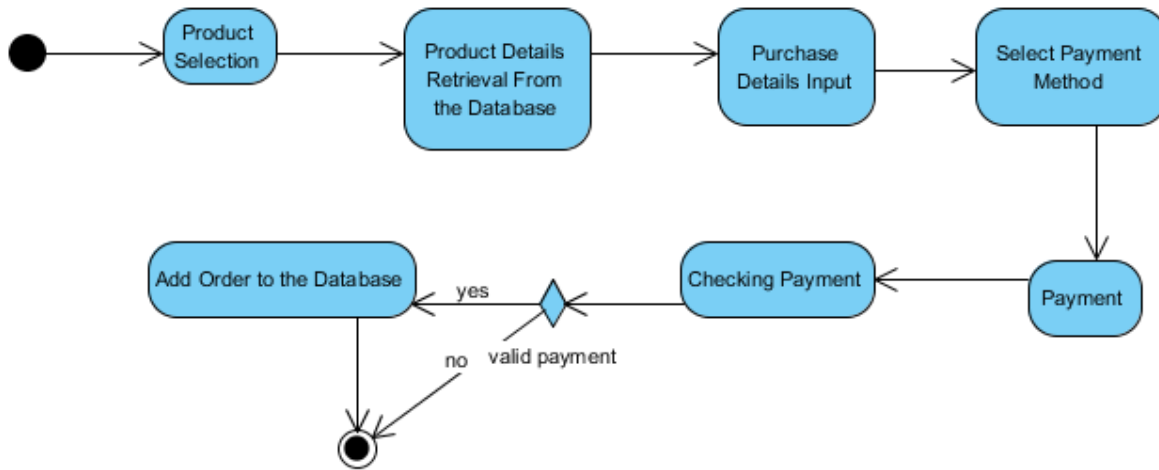 Product
Selection
Product Details
Retrieval From
the Database
Purchase
Details Input
Select Payment
Method
Payment
Checking Payment
valid payment
yes
no
Add Order to the Database